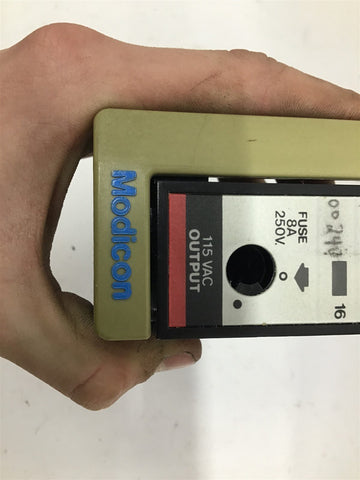 Modicon
115 VAC
OUTPUT
FUSE
8A
250V.
16